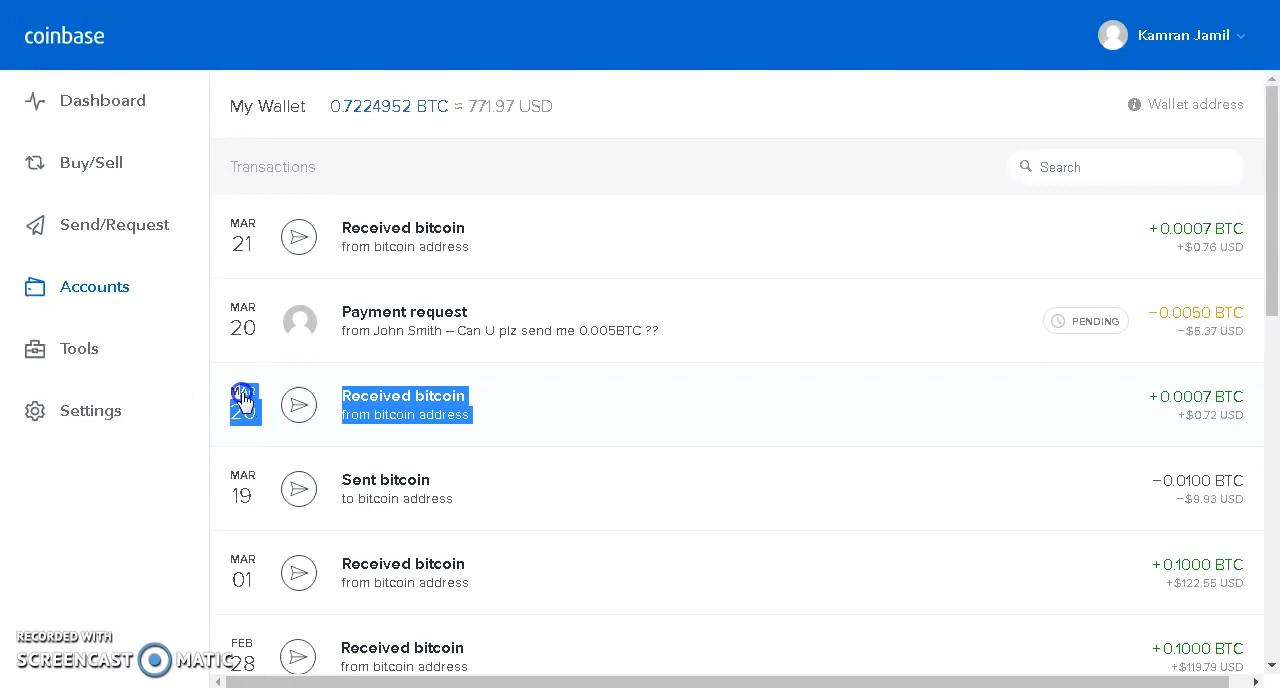 coinbase
Kamran Jamil
Dashboard
Buy/Sell
Send/Request
Accounts
Tools
Settings
My Wallet 0.7224952 BTC ≈ 771.97 USD
Wallet address
Transactions
Search
MAR
21
Received bitcoin
from bitcoin address
+0.0007 BTC
+$0.76 USD
MAR
20
Payment request
from John Smith – Can U plz send me 0.005BTC ??
PENDING
−0.0050 BTC
−$5.37 USD
20
Received bitcoin
from bitcoin address
+0.0007 BTC
+$0.72 USD
MAR
19
Sent bitcoin
to bitcoin address
−0.0100 BTC
−$9.93 USD
MAR
01
Received bitcoin
from bitcoin address
+0.1000 BTC
+$122.55 USD
FEB
28
Received bitcoin
from bitcoin address
+0.1000 BTC
+$119.79 USD
RECORDED WITH
SCREENCAST MATIC